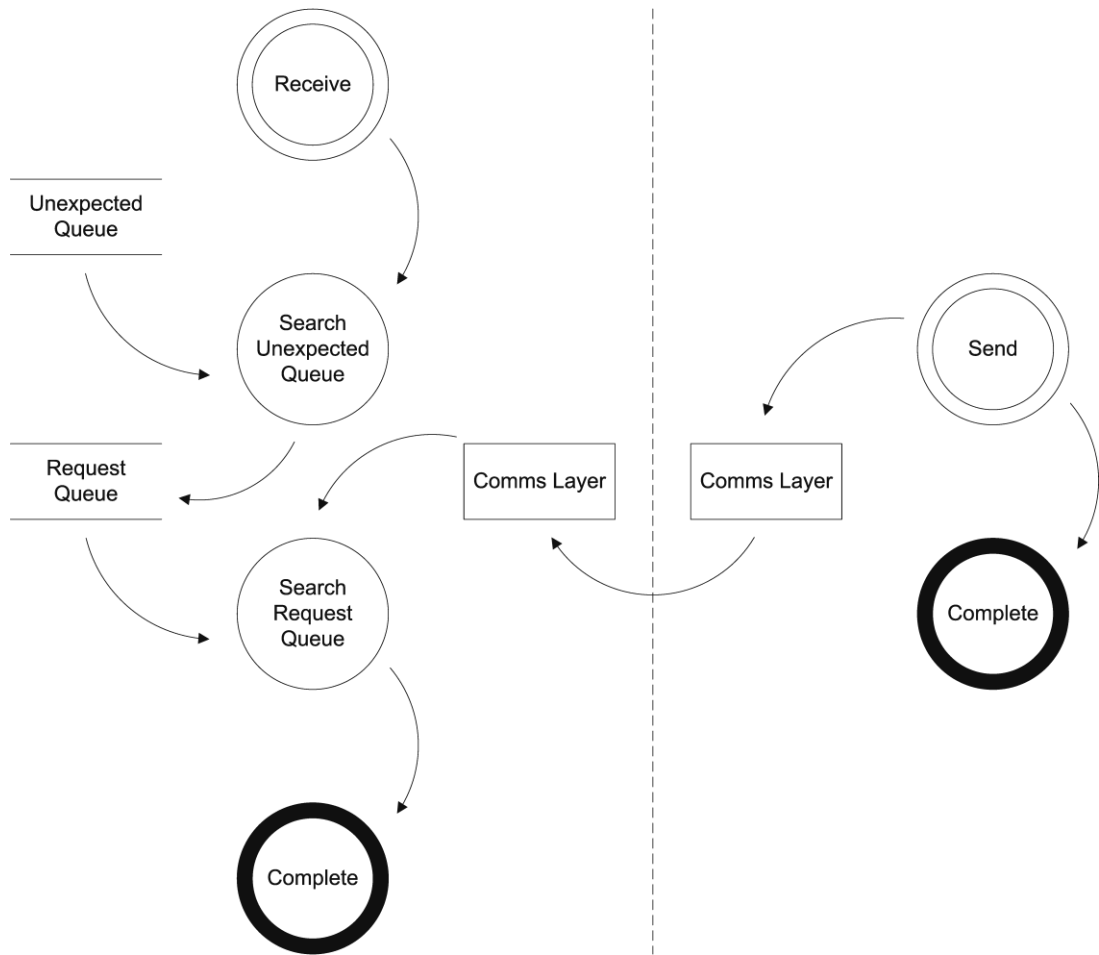 Receive
Unexpected
Queue
Search
Unexpected
Queue
Send
Request
Queue
Comms Layer
Comms Layer
Search
Request
Queue
Complete
Complete